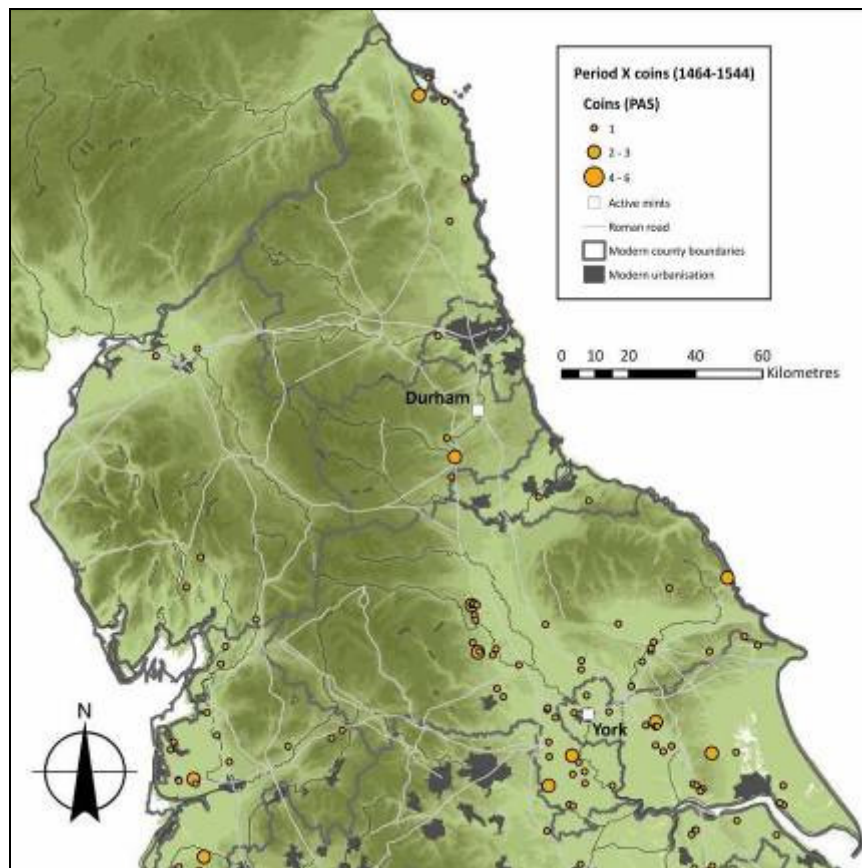 Period X coins (1464-1544)
Coins (PAS)
1
2 - 3
4 - 6
Active mints
Roman road
Modern county boundaries
Modern urbanisation
0 5 10 20 40 60
Kilometres
Durham
York
N